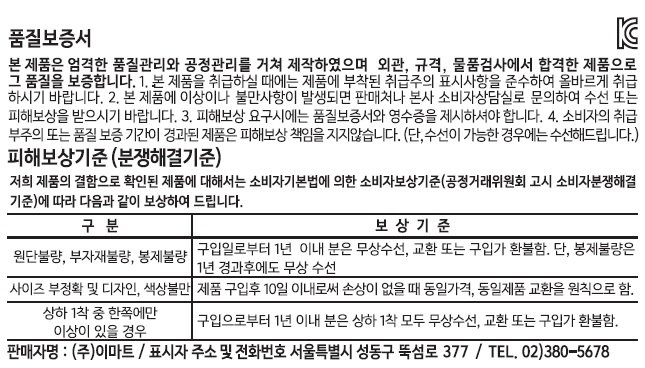 품질보증서
본 제품은 엄격한 품질관리와 공정관리를 거쳐 제작하였으며 외관, 규격, 물품검사에서 합격한 제품으로
그 품질을 보증합니다. 1. 본 제품을 취급하실 때에는 제품에 부착된 취급주의 표시사항을 준수하여 올바르게 취급
하시기 바랍니다. 2. 본 제품에 이상이나 불만사항이 발생되면 판매처나 본사 소비자상담실로 문의하여 수선 또는
피해보상을 받으시기 바랍니다. 3. 피해보상 요구시에는 품질보증서와 영수증을 제시하셔야 합니다. 4. 소비자의 취급
부주의 또는 품질 보증 기간이 경과된 제품은 피해보상 책임을 지지않습니다. (단, 수선이 가능한 경우에는 수선해드립니다.)
피해보상기준 (분쟁해결기준)
저희 제품의 결함으로 확인된 제품에 대해서는 소비자기본법에 의한 소비자보상기준(공정거래위원회 고시 소비자분쟁해결
기준)에 따라 다음과 같이 보상하여 드립니다.
구 분 보 상 기 준
원단불량, 부자재불량, 봉제불량 구입일로부터 1년 이내 분은 무상수선, 교환 또는 구입가 환불함. 단, 봉제불량은
1년 경과후에도 무상 수선
사이즈 부정확 및 디자인, 색상불만 제품 구입후 10일 이내로써 손상이 없을 때 동일가격, 동일제품 교환을 원칙으로 함.
상하 1착 중 한쪽에만
이상이 있을 경우 구입으로부터 1년 이내 분은 상하 1착 모두 무상수선, 교환 또는 구입가 환불함.
판매자명 : (주)이마트 / 표시자 주소 및 전화번호 서울특별시 성동구 뚝섬로 377 / TEL. 02)380-5678